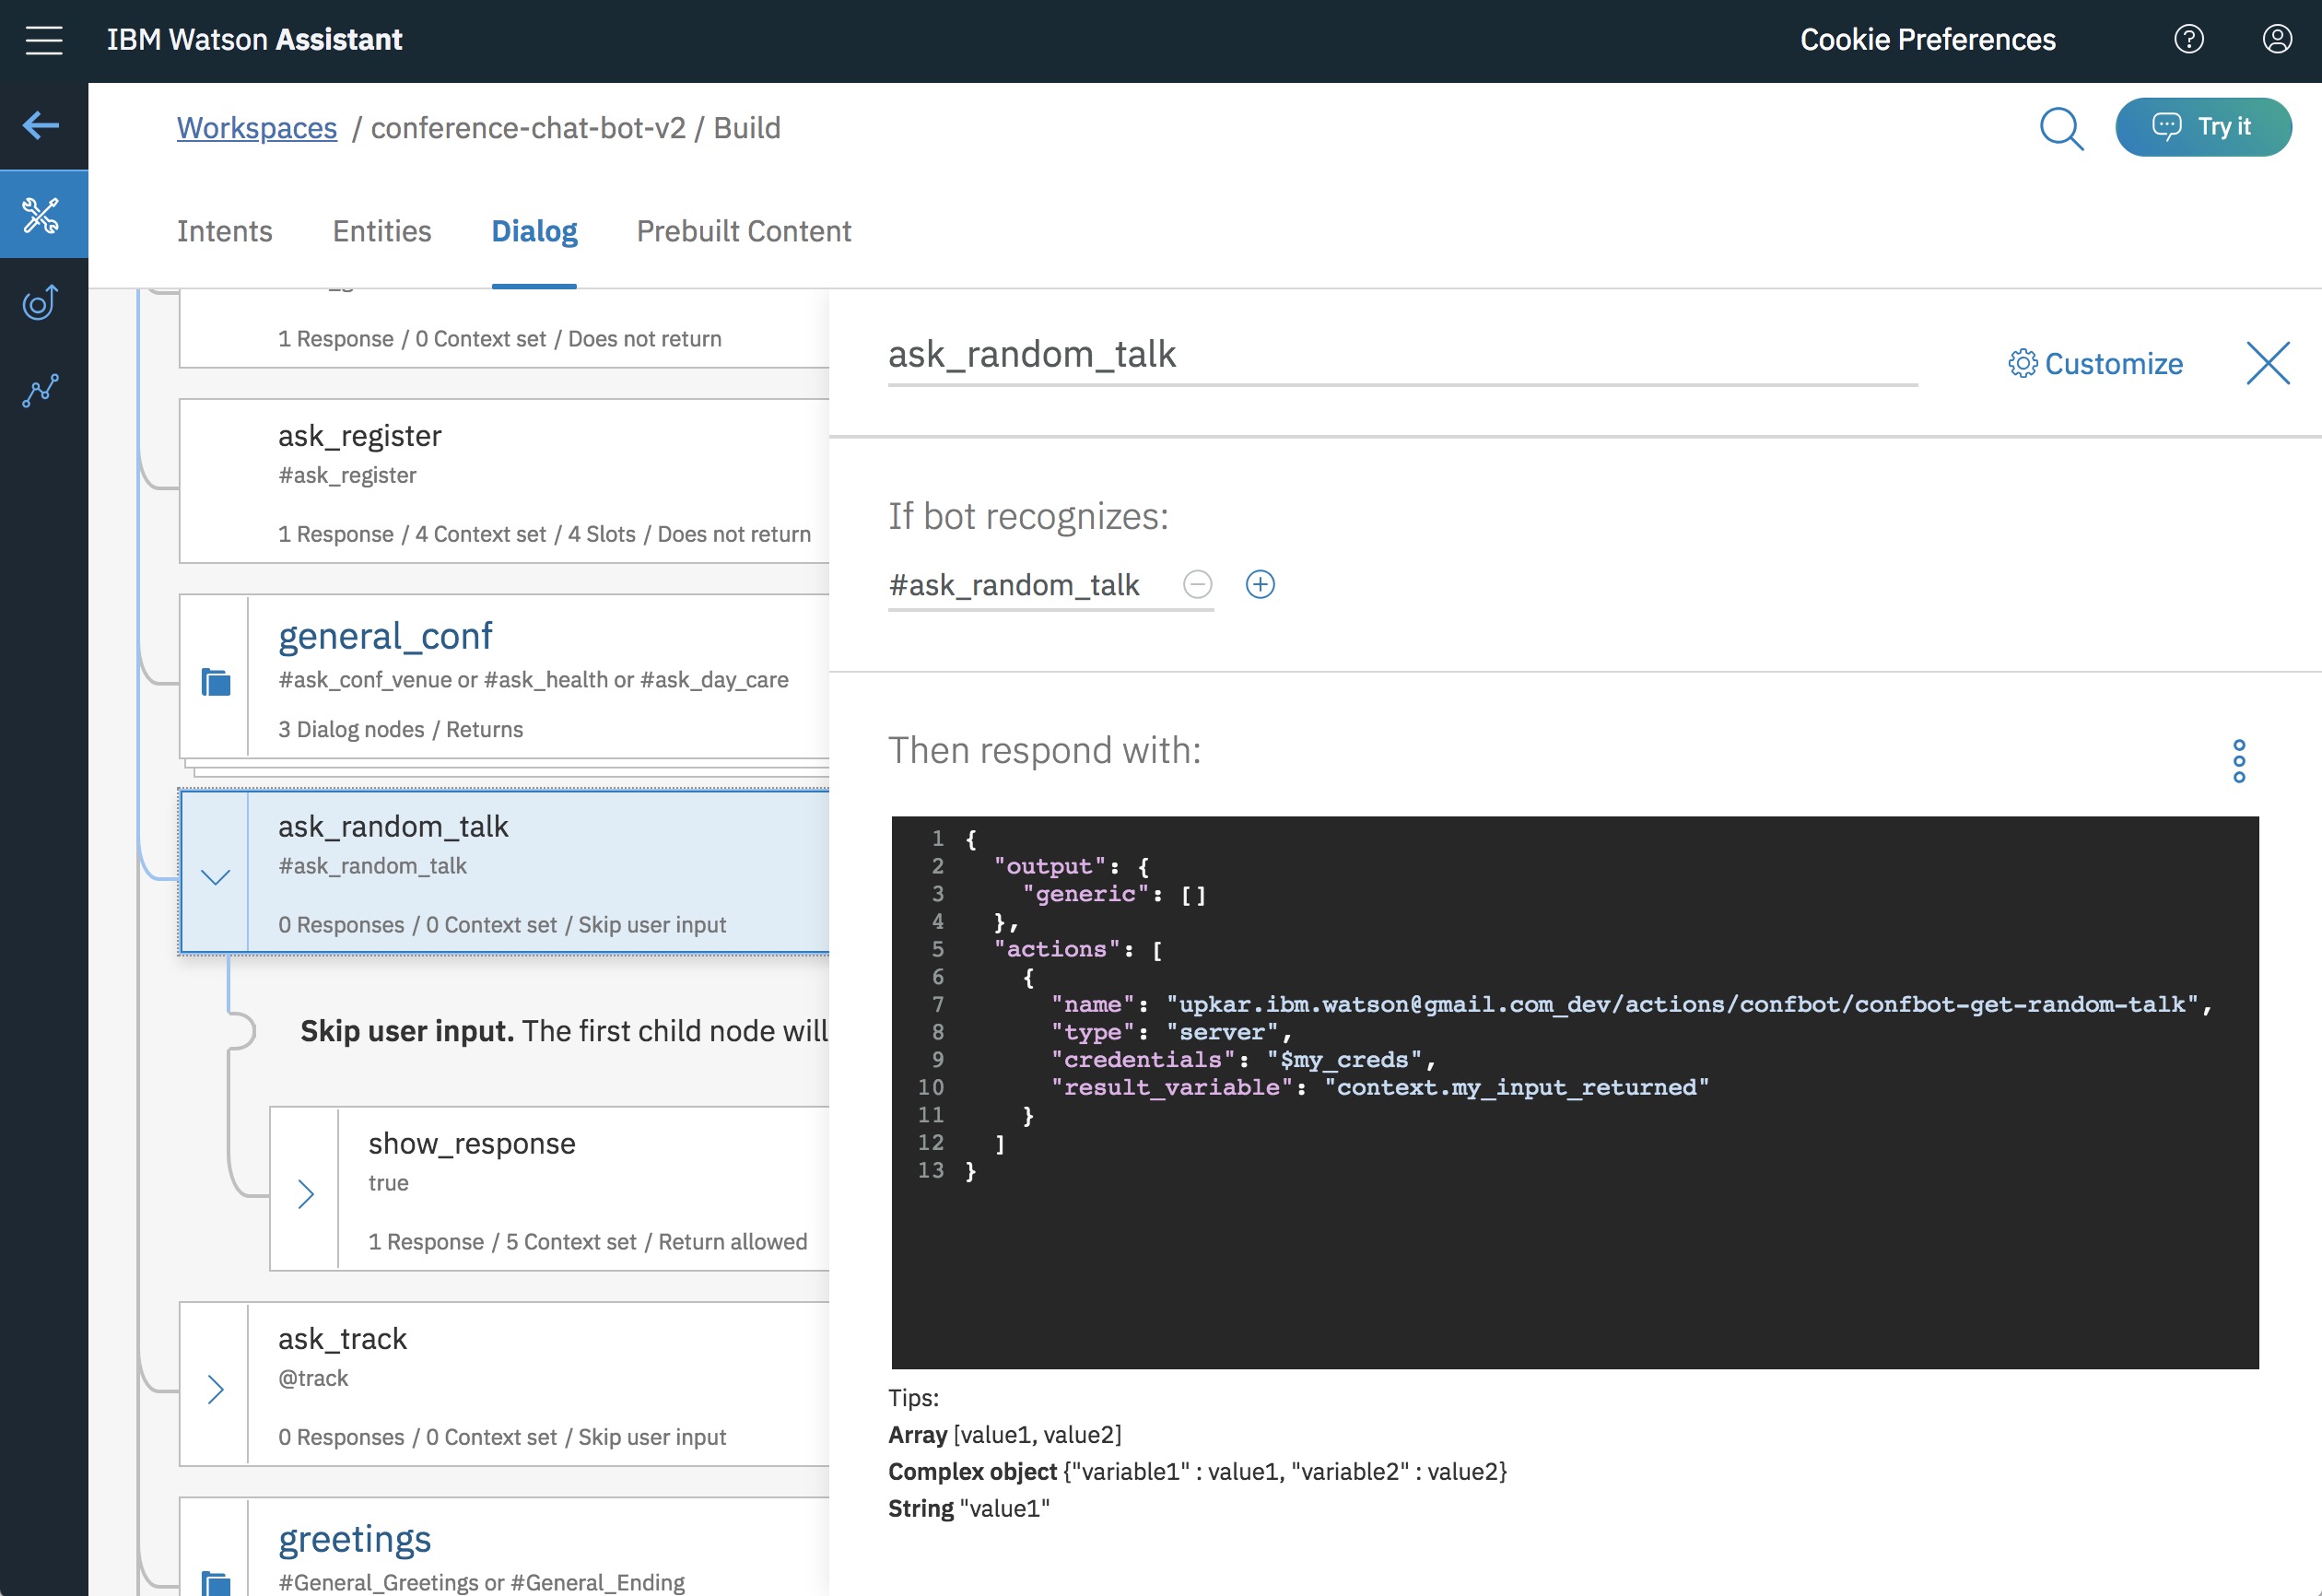 IBM Watson Assistant
Cookie Preferences
Workspaces / conference-chat-bot-v2 / Build
Try it
Intents
Entities
Dialog
Prebuilt Content
1 Response / 0 Context set / Does not return
ask_register
#ask_register
1 Response / 4 Context set / 4 Slots / Does not return
general_conf
#ask_conf_venue or #ask_health or #ask_day_care
3 Dialog nodes / Returns
ask_random_talk
#ask_random_talk
0 Responses / 0 Context set / Skip user input
Skip user input. The first child node will
show_response
true
1 Response / 5 Context set / Return allowed
ask_track
@track
0 Responses / 0 Context set / Skip user input
greetings
#General_Greetings or #General_Ending
ask_random_talk
Customize
If bot recognizes:
#ask_random_talk
Then respond with:
1 {
2 "output": {
3 "generic": []
4 },
5 "actions": [
6 {
7 "name": "upkar.ibm.watson@gmail.com_dev/actions/confbot/confbot-get-random-talk",
8 "type": "server",
9 "credentials": "$my_creds",
10 "result_variable": "context.my_input_returned"
11 }
12 ]
13 }
Tips:
Array [value1, value2]
Complex object {"variable1" : value1, "variable2" : value2}
String "value1"